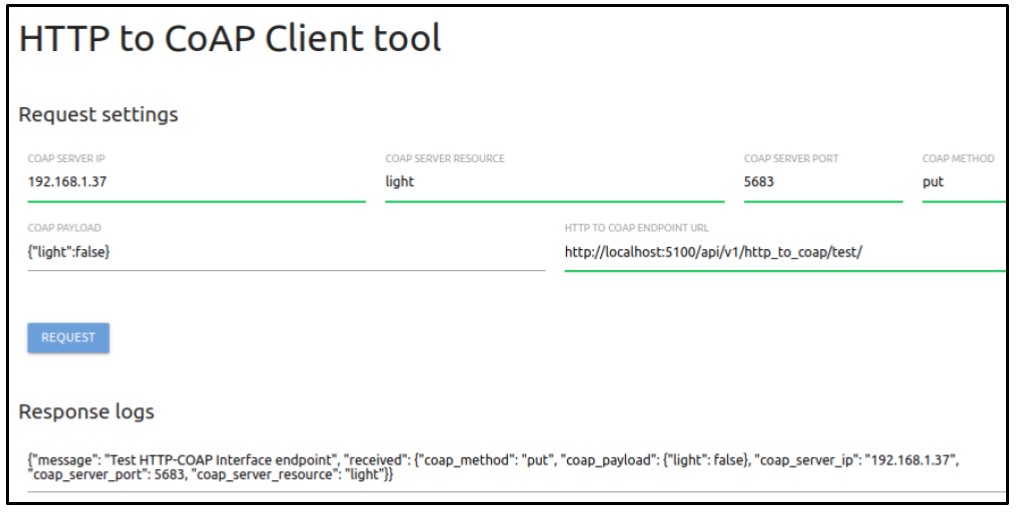 HTTP to CoAP Client tool
Request settings
COAP SERVER IP COAP SERVER RESOURCE COAP SERVER PORT COAP METHOD
192.168.1.37 light 5683 put
COAP PAYLOAD HTTP TO COAP ENDPOINT URL
{"light":false} http://localhost:5100/api/v1/http_to_coap/test/
REQUEST
Response logs
{"message": "Test HTTP-COAP Interface endpoint", "received": {"coap_method": "put", "coap_payload": {"light": false}, "coap_server_ip": "192.168.1.37",
"coap_server_port": 5683, "coap_server_resource": "light"}}